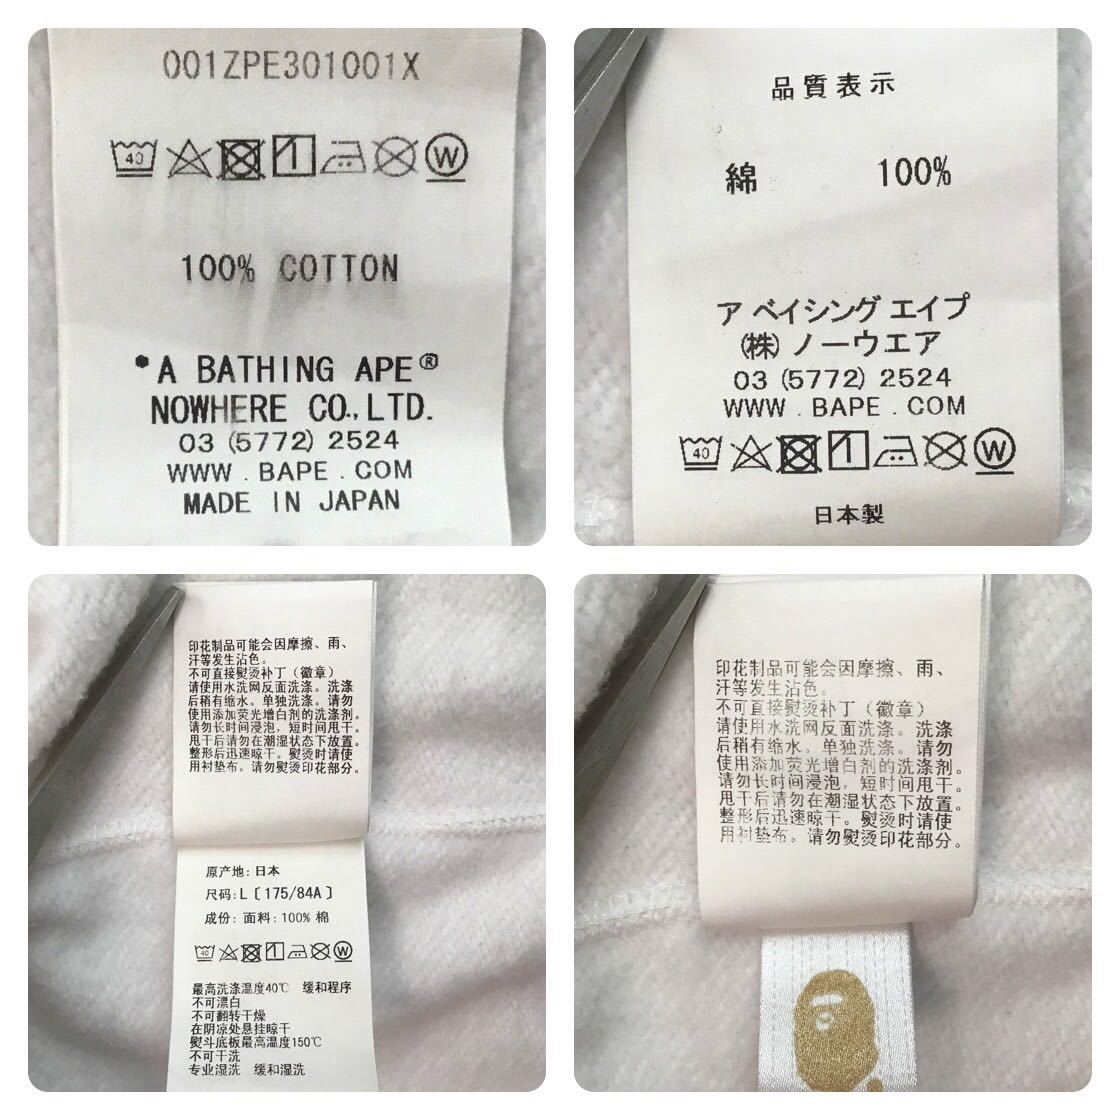 001ZPE301001X
40 W
100% COTTON
*A BATHING APE®
NOWHERE CO.,LTD.
03 (5772) 2524
WWW . BAPE . COM
MADE IN JAPAN
品質表示
綿 100%
ア ベイシング エイプ
(株) ノーウエア
03 (5772) 2524
WWW . BAPE . COM
40 W
日本製
印花制品可能会因摩擦、雨、
汗等发生沾色。
不可直接熨烫补丁（徽章）
请使用水洗网反面洗涤。洗涤
后稍有缩水。单独洗涤。请勿
使用添加荧光增白剂的洗涤剂。
请勿长时间浸泡，短时间甩干。
甩干后请勿在潮湿状态下放置。
整形后迅速晾干。熨烫时请使
用衬垫布。请勿熨烫印花部分。
原产地: 日本
尺码: L〔175/84A〕
成份: 面料: 100% 棉
40 W
最高洗涤温度40℃ 缓和程序
不可漂白
不可翻转干燥
在阴凉处悬挂晾干
熨斗底板最高温度150℃
不可干洗
专业湿洗 缓和湿洗
印花制品可能会因摩擦、雨、
汗等发生沾色。
不可直接熨烫补丁（徽章）
请使用水洗网反面洗涤。洗涤
后稍有缩水。单独洗涤。请勿
使用添加荧光增白剂的洗涤剂。
请勿长时间浸泡，短时间甩干。
甩干后请勿在潮湿状态下放置。
整形后迅速晾干。熨烫时请使
用衬垫布。请勿熨烫印花部分。